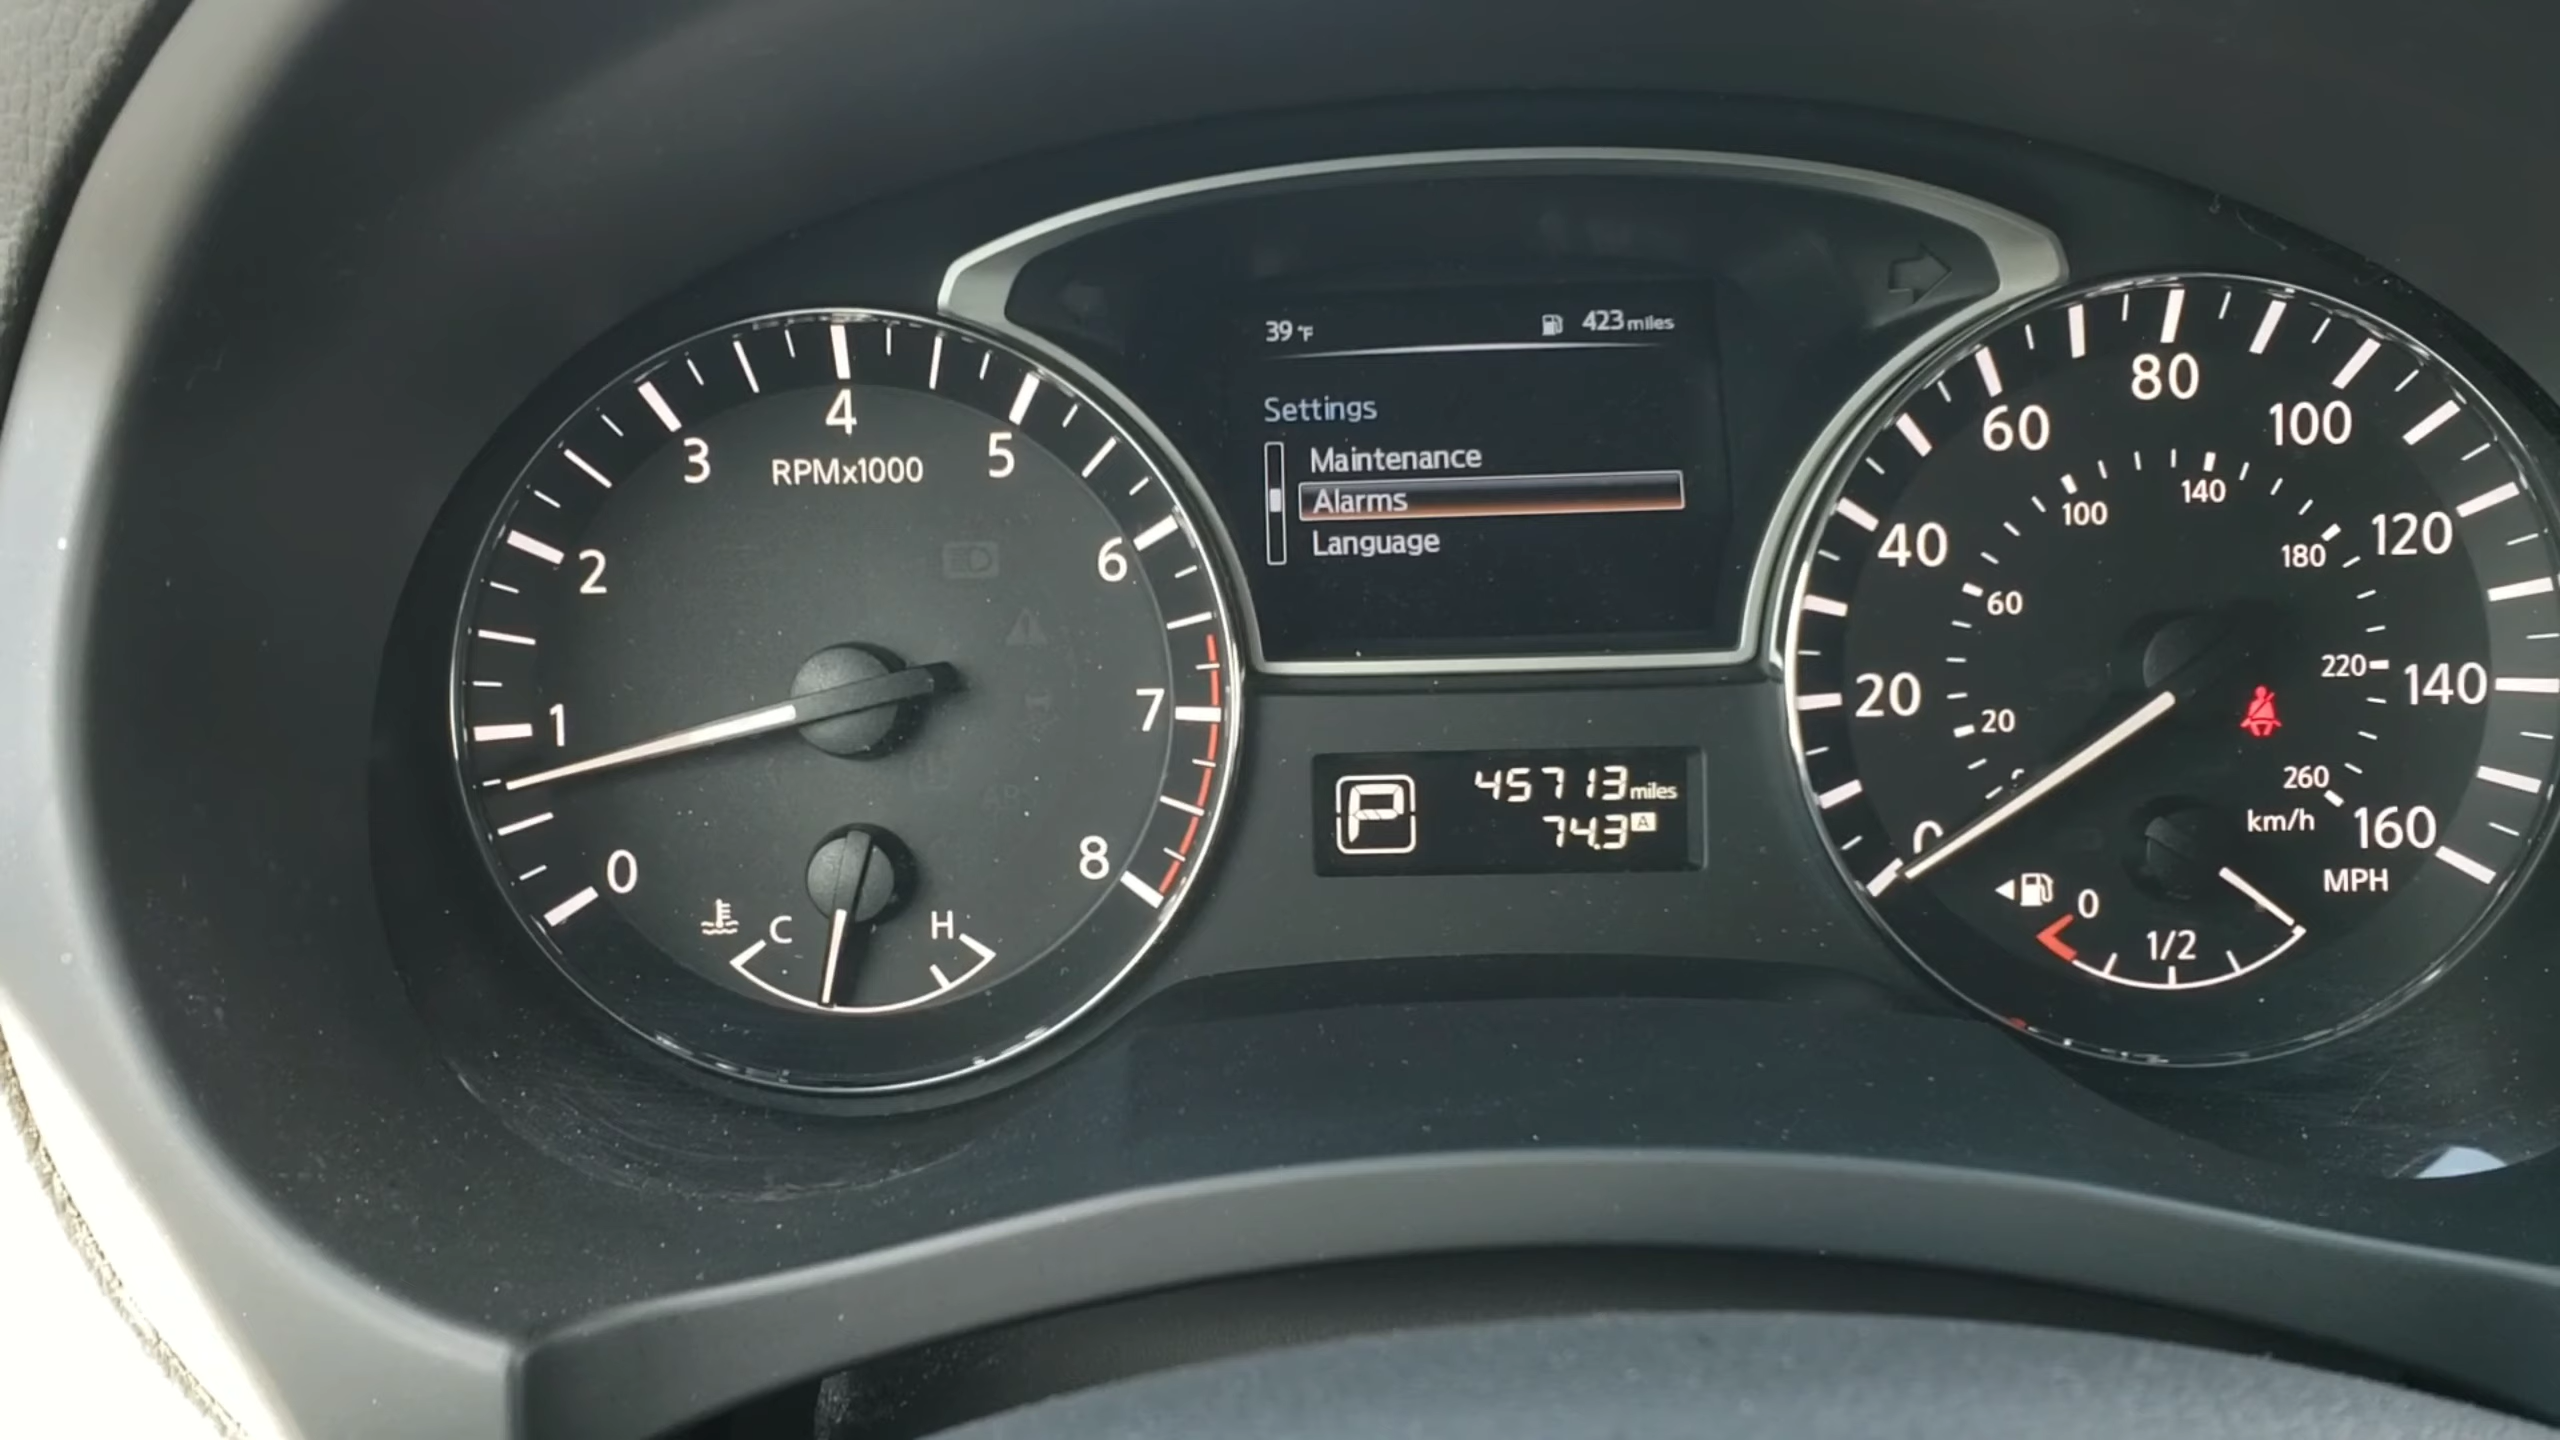 39 °F 423 miles
Settings
Maintenance
Alarms
Language
0 1 2 3 4 5 6 7 8
RPMx1000
C H
P 45713 miles
74.3 A
0 20 40 60 80 100 120 140 160
20 60 100 140 180 220 260
km/h
MPH
0 1/2